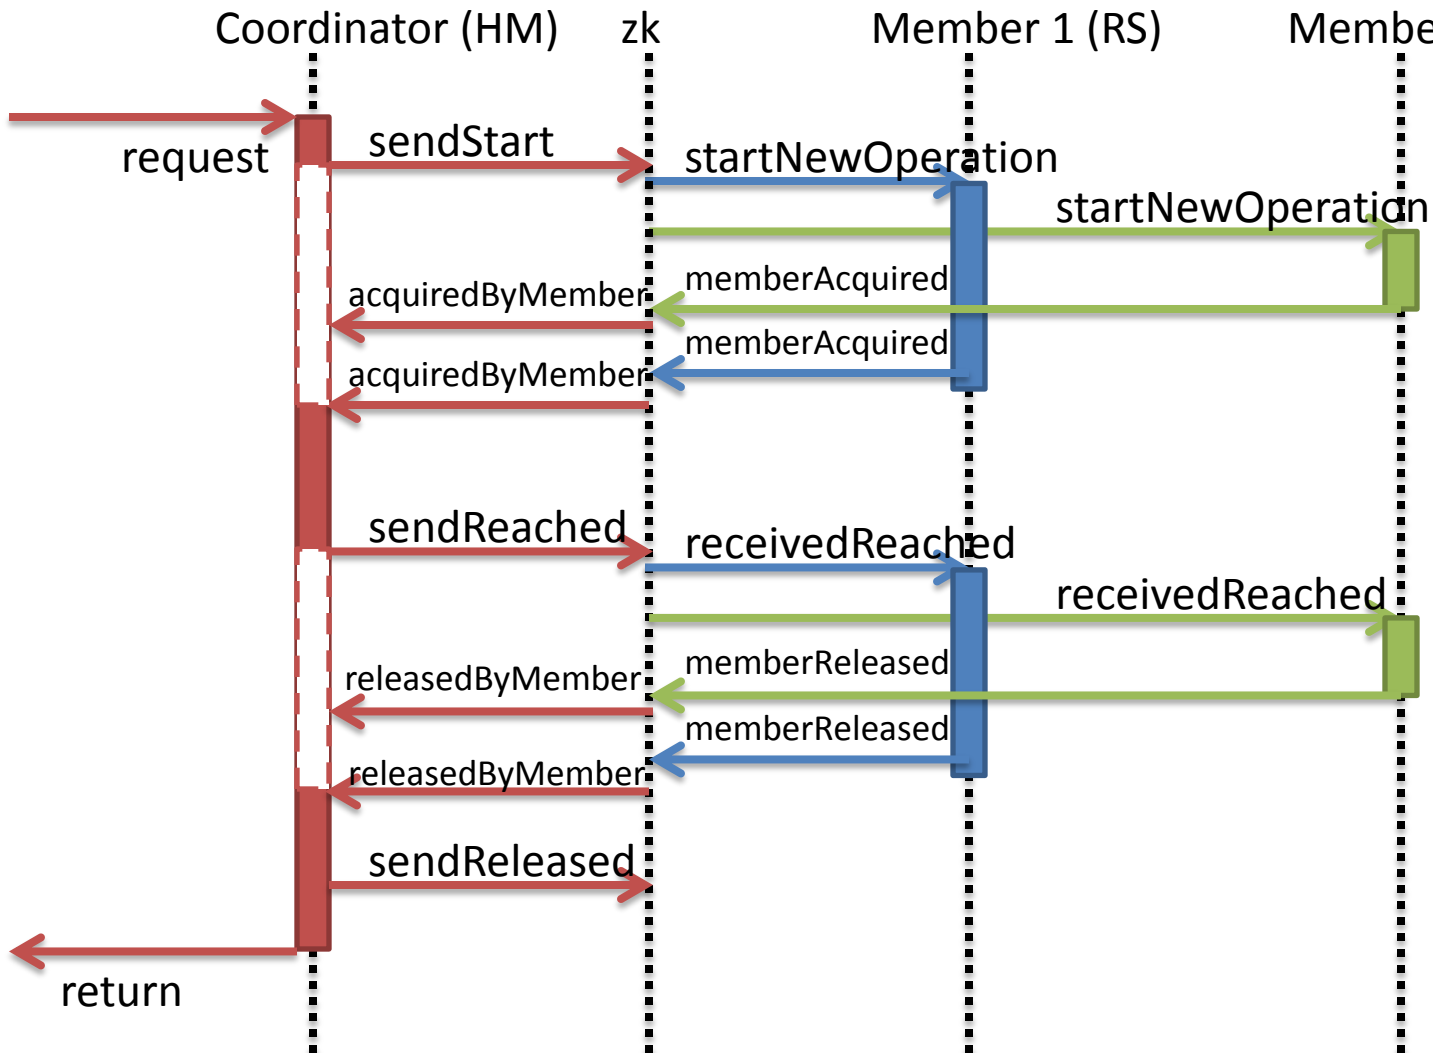 Coordinator (HM) zk Member 1 (RS) Membe
request sendStart startNewOperation
startNewOperation
acquiredByMember memberAcquired
acquiredByMember memberAcquired
sendReached receivedReached
receivedReached
releasedByMember memberReleased
releasedByMember memberReleased
sendReleased
return